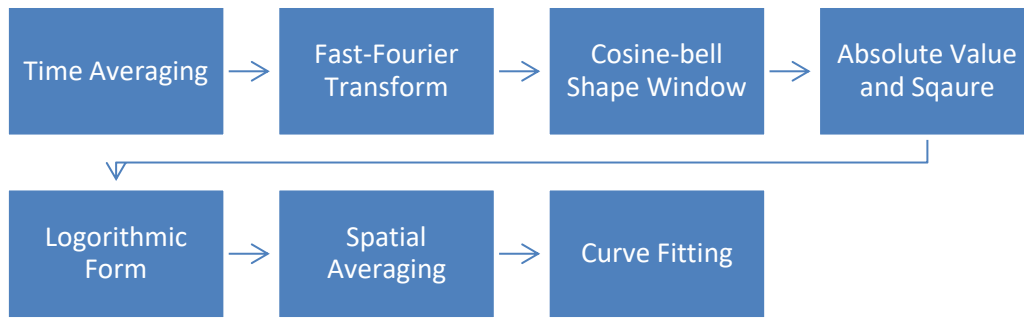 Time Averaging
Fast-Fourier
Transform
Cosine-bell
Shape Window
Absolute Value
and Sqaure
Logorithmic
Form
Spatial
Averaging
Curve Fitting